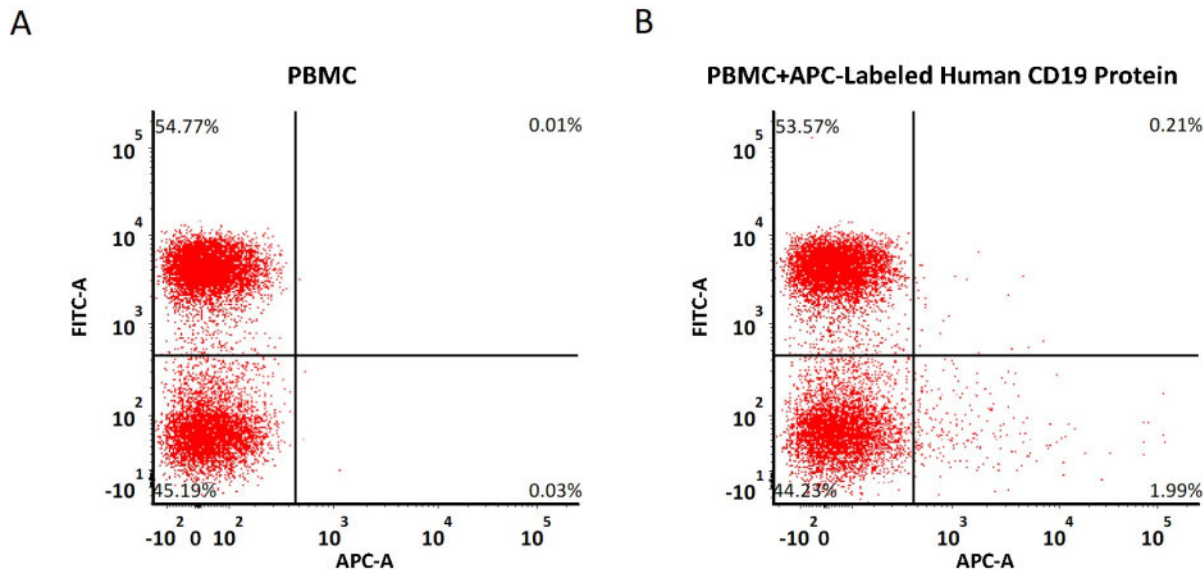 A
PBMC
54.77%
0.01%
10^5
10^4
10^3
10^2
-10^1
FITC-A
45.19%
0.03%
-10^2 0 10^2 10^3 10^4 10^5
APC-A
B
PBMC+APC-Labeled Human CD19 Protein
53.57%
0.21%
10^5
10^4
10^3
10^2
-10^1
FITC-A
44.23%
1.99%
-10^2 0 10^3 10^4 10^5
APC-A